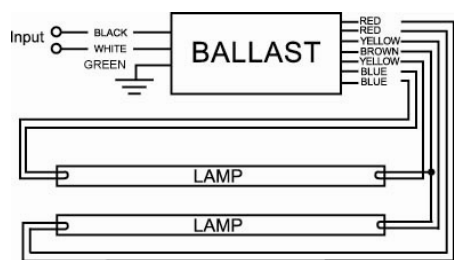 Input
BLACK
WHITE
GREEN
BALLAST
RED
RED
YELLOW
BROWN
YELLOW
BLUE
BLUE
LAMP
LAMP